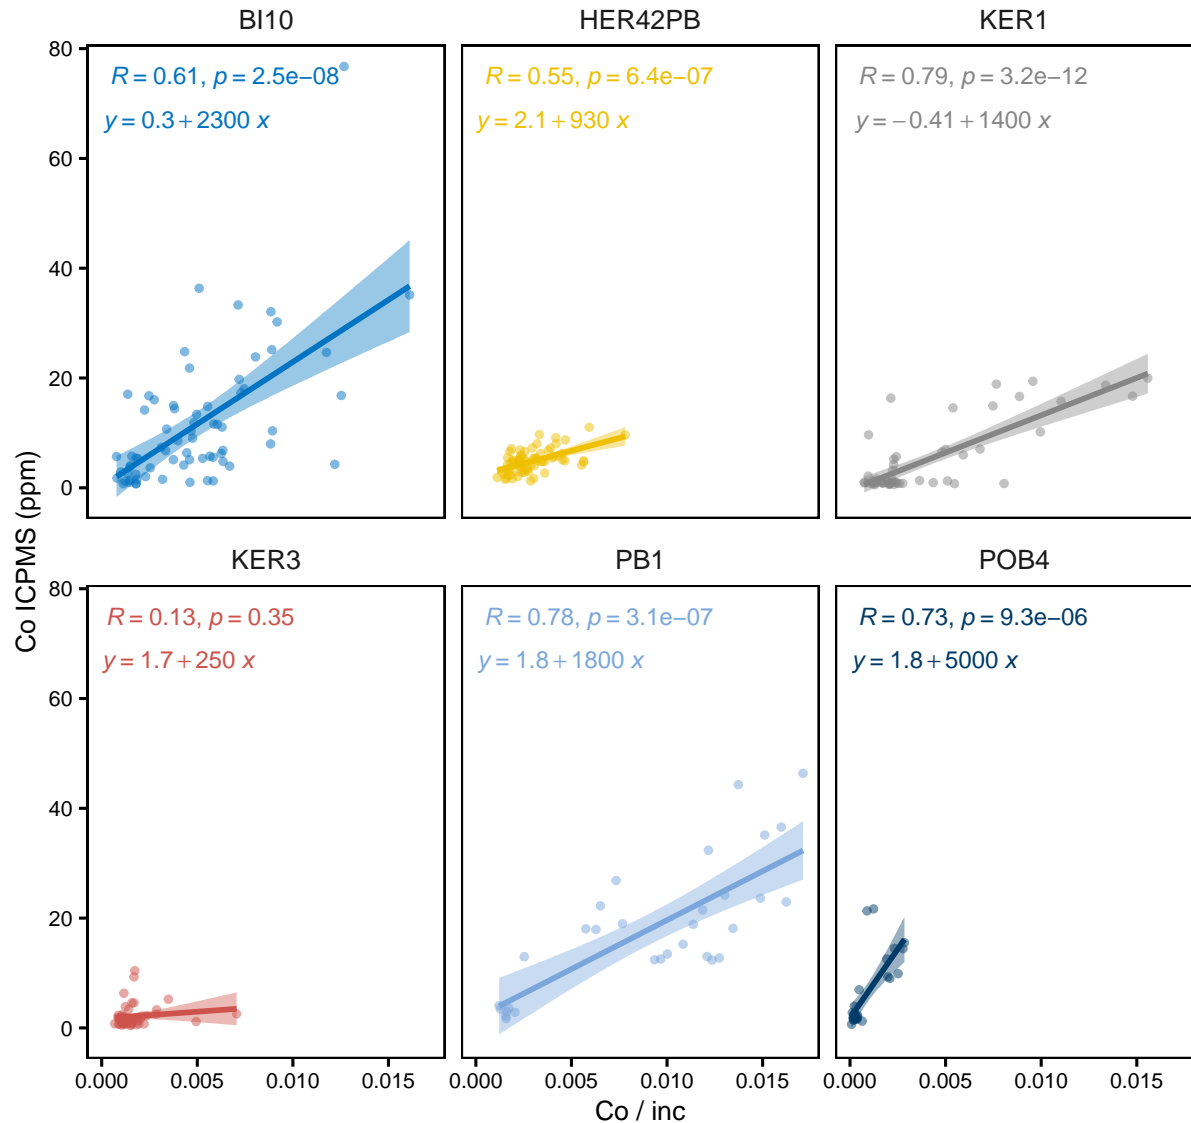 BI10
HER42PB
KER1
80
60
40
20
0
R = 0.61, p = 2.5e−08
y = 0.3 + 2300 x
R = 0.55, p = 6.4e−07
y = 2.1 + 930 x
R = 0.79, p = 3.2e−12
y = −0.41 + 1400 x
Co ICPMS (ppm)
KER3
PB1
POB4
80
60
40
20
0
R = 0.13, p = 0.35
y = 1.7 + 250 x
R = 0.78, p = 3.1e−07
y = 1.8 + 1800 x
R = 0.73, p = 9.3e−06
y = 1.8 + 5000 x
0.000 0.005 0.010 0.015
0.000 0.005 0.010 0.015
0.000 0.005 0.010 0.015
Co / inc